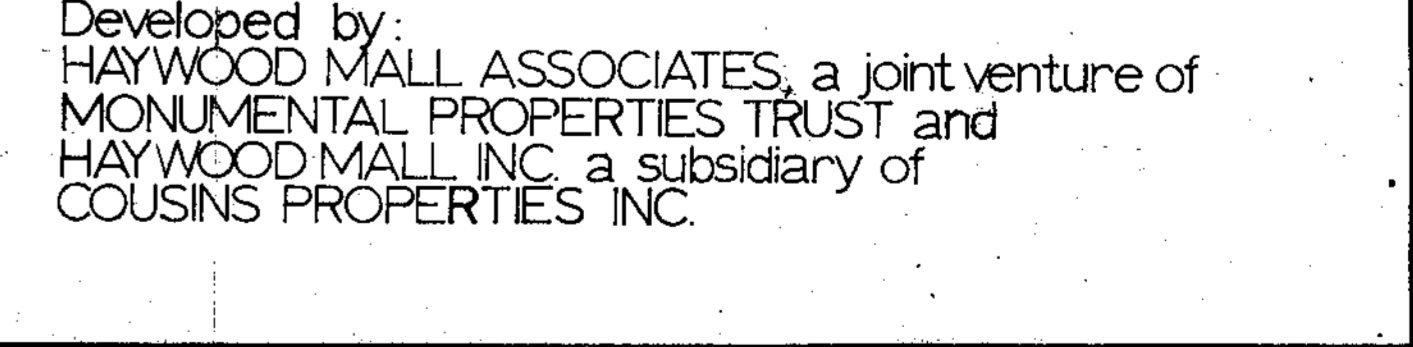 Developed by:
HAYWOOD MALL ASSOCIATES, a joint venture of
MONUMENTAL PROPERTIES TRUST and
HAYWOOD MALL INC. a subsidiary of
COUSINS PROPERTIES INC.